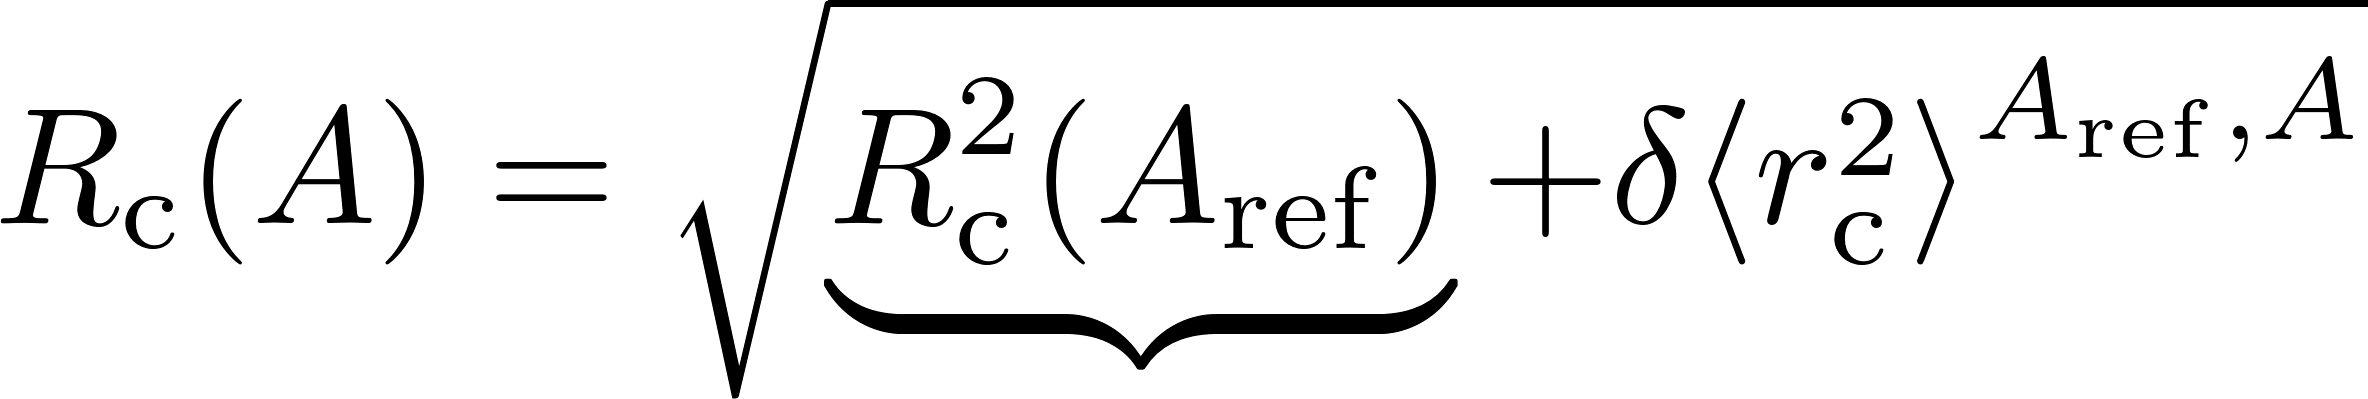 R_c(A) = \sqrt{\underbrace{R_c^2(A_{ref})} + \delta\langle r_c^2 \rangle^{A_{ref},A}}